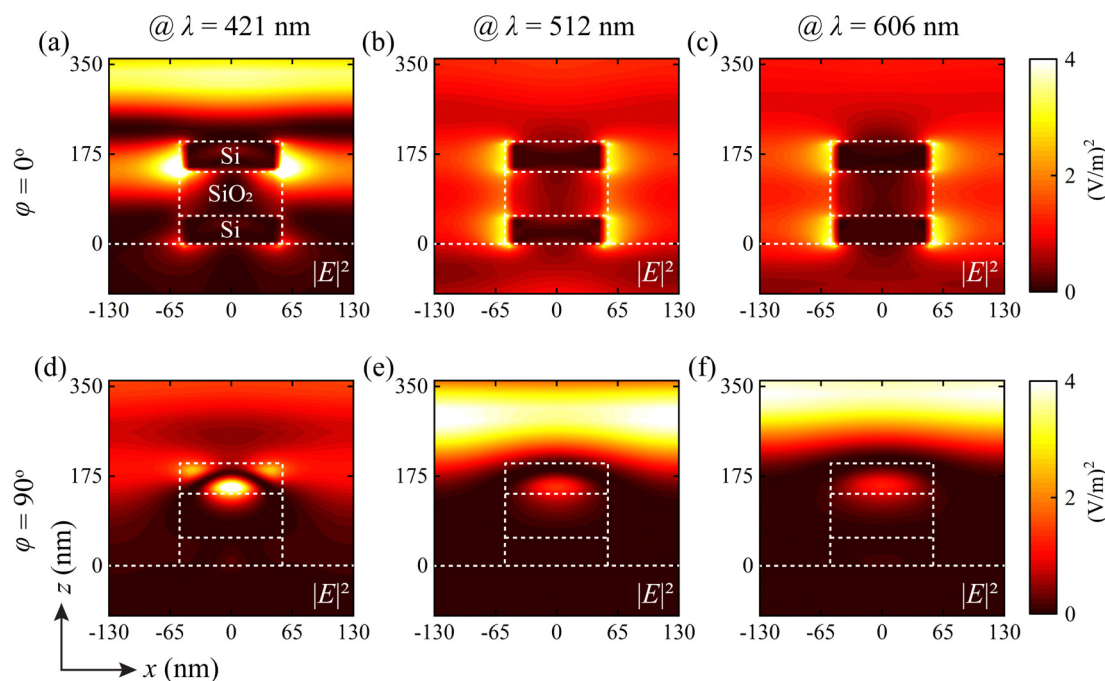 @ λ = 421 nm
@ λ = 512 nm
@ λ = 606 nm
(a)
(b)
(c)
φ = 0°
350
175
0
Si
SiO₂
Si
|E|²
-130 -65 0 65 130
350
175
0
|E|²
-130 -65 0 65 130
350
175
0
|E|²
-130 -65 0 65 130
4
2
0
(V/m)²
(d)
(e)
(f)
φ = 90°
350
175
0
|E|²
-130 -65 0 65 130
350
175
0
|E|²
-130 -65 0 65 130
350
175
0
|E|²
-130 -65 0 65 130
4
2
0
(V/m)²
z (nm)
x (nm)